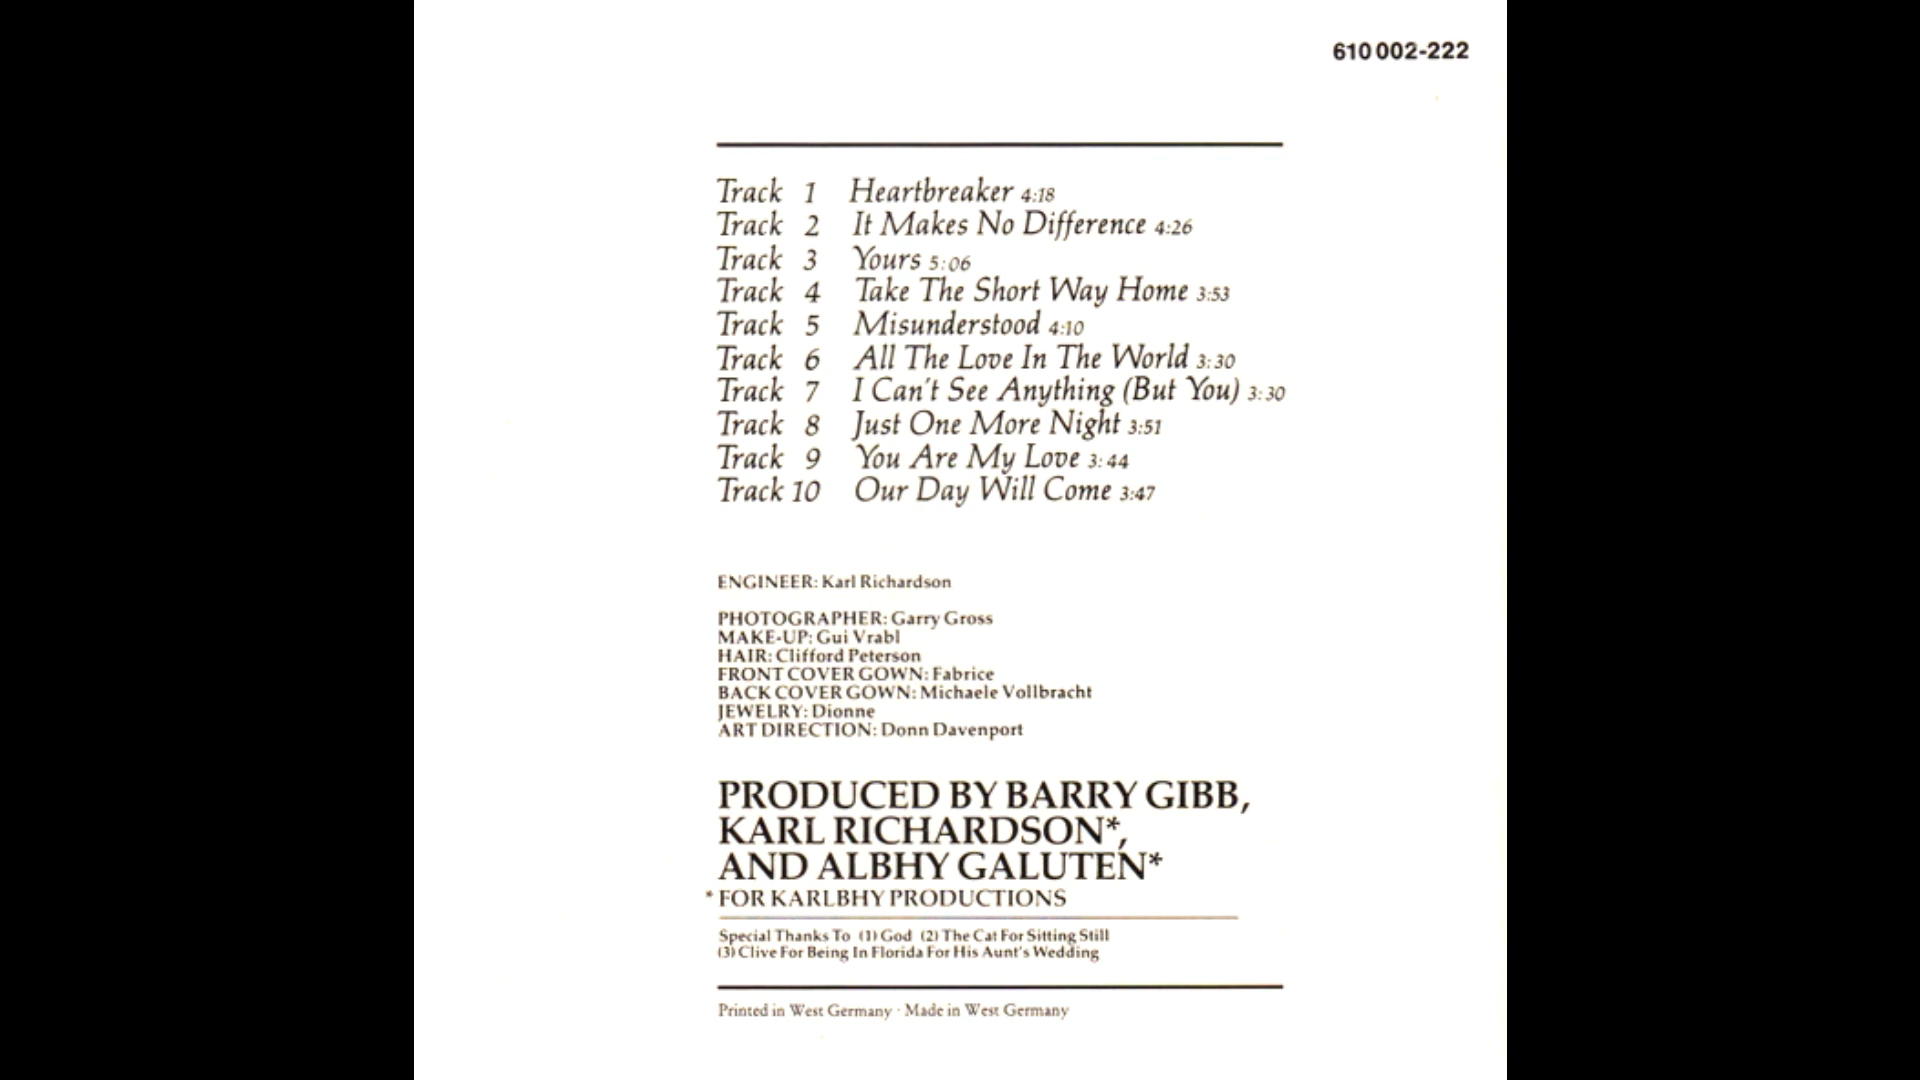 610 002-222
Track 1 Heartbreaker 4:18
Track 2 It Makes No Difference 4:26
Track 3 Yours 5:06
Track 4 Take The Short Way Home 3:53
Track 5 Misunderstood 4:10
Track 6 All The Love In The World 3:30
Track 7 I Can't See Anything (But You) 3:30
Track 8 Just One More Night 3:51
Track 9 You Are My Love 3:44
Track 10 Our Day Will Come 3:47
ENGINEER: Karl Richardson
PHOTOGRAPHER: Garry Gross
MAKE-UP: Gui Vrabl
HAIR: Clifford Peterson
FRONT COVER GOWN: Fabrice
BACK COVER GOWN: Michaele Vollbracht
JEWELRY: Dionne
ART DIRECTION: Donn Davenport
PRODUCED BY BARRY GIBB,
KARL RICHARDSON*,
AND ALBHY GALUTEN*
* FOR KARLBHY PRODUCTIONS
Special Thanks To (1) God (2) The Cat For Sitting Still
(3) Clive For Being In Florida For His Aunt's Wedding
Printed in West Germany · Made in West Germany